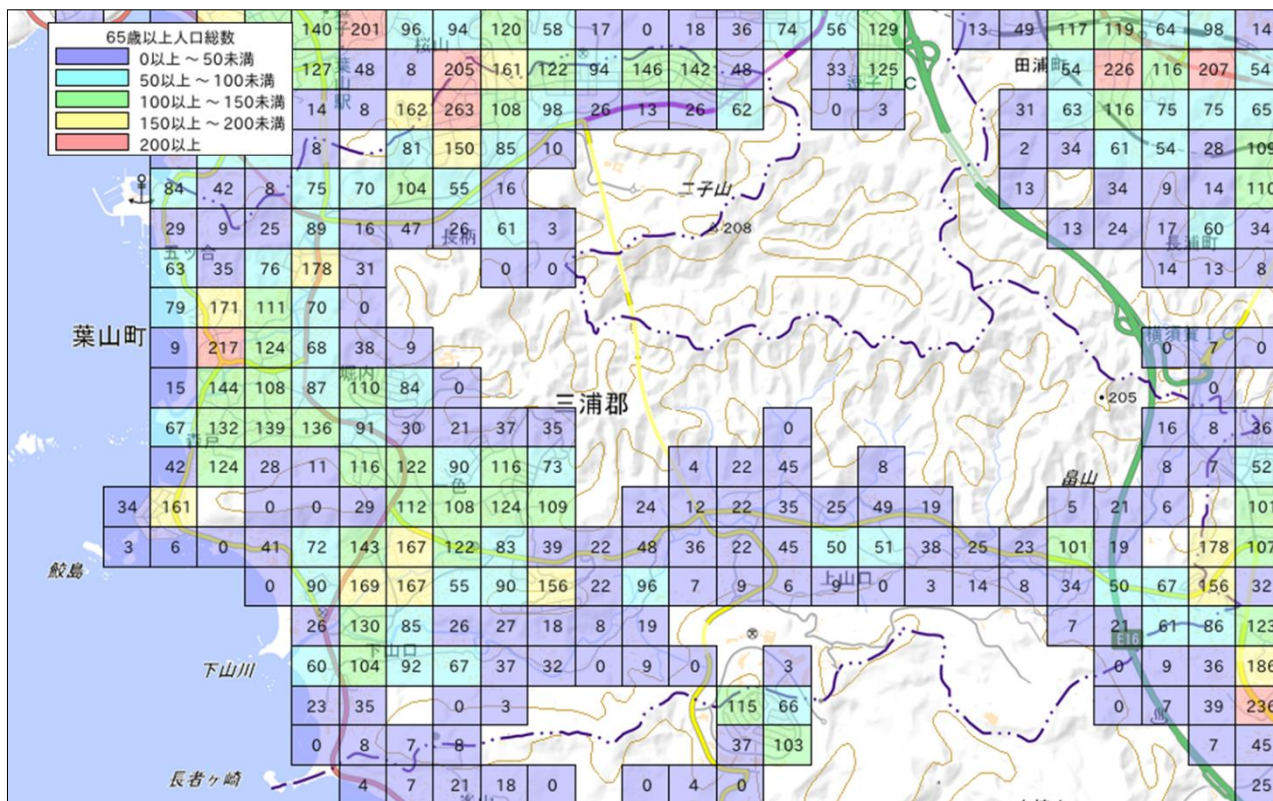 65歳以上人口総数
0以上～50未満
50以上～100未満
100以上～150未満
150以上～200未満
200以上
140 201 96 94 120 58 17 0 18 36 74 56 129 13 49 117 119 64 98 14
桜山
127 48 8 205 161 122 94 146 142 48 33 125 田浦町 54 226 116 207 54
逗子IC
14 8 162 263 108 98 26 13 26 62 0 3 31 63 116 75 75 65
8 81 150 85 10 2 34 61 54 28 109
84 42 8 75 70 104 55 16 二子山 13 34 9 14 110
29 9 25 89 16 47 26 61 3 208 13 24 17 60 34
長柄
長浦町
五ッ合
63 35 76 178 31 0 0 14 13 8
79 171 111 70 0
葉山町
横須賀IC
9 217 124 68 38 9 0 7 0
堀内
15 144 108 87 110 84 0 0
三浦郡
205
67 132 139 136 91 30 21 37 35 0 16 8 36
森戸
42 124 28 11 116 122 90 116 73 4 22 45 8 8 7 52
畠山
一色
34 161 0 0 29 112 108 124 109 24 12 22 35 25 49 19 5 21 6 101
3 6 0 41 72 143 167 122 83 39 22 48 36 22 45 50 51 38 25 23 101 19 178 107
鮫島
上山口
0 90 169 167 55 90 156 22 96 7 9 6 9 0 3 14 8 34 50 67 156 32
26 130 85 26 27 18 8 19 7 21 61 86 123
E16
下山口
下山川
60 104 92 67 37 32 0 9 0 3 0 9 36 186
23 35 0 3 115 66 0 7 39 236
0 8 7 8 37 103 7 45
長者ヶ崎
4 7 21 18 0 0 4 0 25